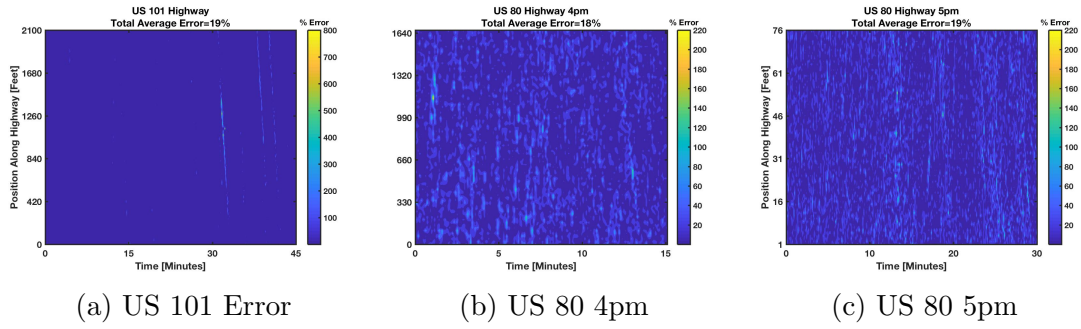 US 101 Highway
Total Average Error=19%
% Error
Position Along Highway [Feet]
2100
1680
1260
840
420
0
0 15 30 45
Time [Minutes]
800
700
600
500
400
300
200
100
(a) US 101 Error
US 80 Highway 4pm
Total Average Error=18%
% Error
Position Along Highway [Feet]
1640
1320
990
660
330
0
0 5 10 15
Time [Minutes]
220
200
180
160
140
120
100
80
60
40
20
(b) US 80 4pm
US 80 Highway 5pm
Total Average Error=19%
% Error
Position Along Highway [Feet]
76
61
46
31
16
1
0 10 20 30
Time [Minutes]
220
200
180
160
140
120
100
80
60
40
20
(c) US 80 5pm